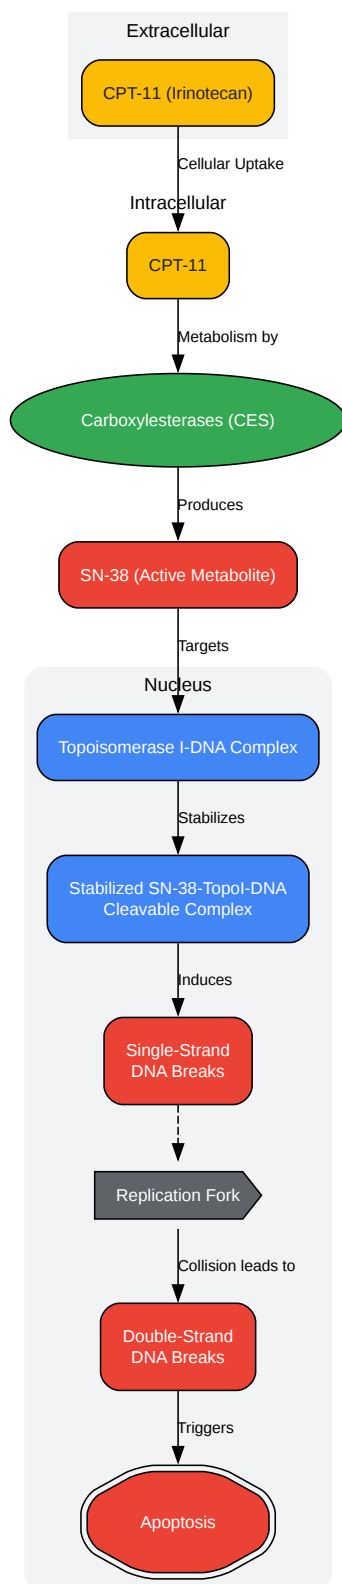 Extracellular
CPT-11 (Irinotecan)
Cellular Uptake
Intracellular
CPT-11
Metabolism by
Carboxylesterases (CES)
Produces
SN-38 (Active Metabolite)
Targets
Nucleus
Topoisomerase I-DNA Complex
Stabilizes
Stabilized SN-38-TopoI-DNA
Cleavable Complex
Induces
Single-Strand
DNA Breaks
Replication Fork
Collision leads to
Double-Strand
DNA Breaks
Triggers
Apoptosis